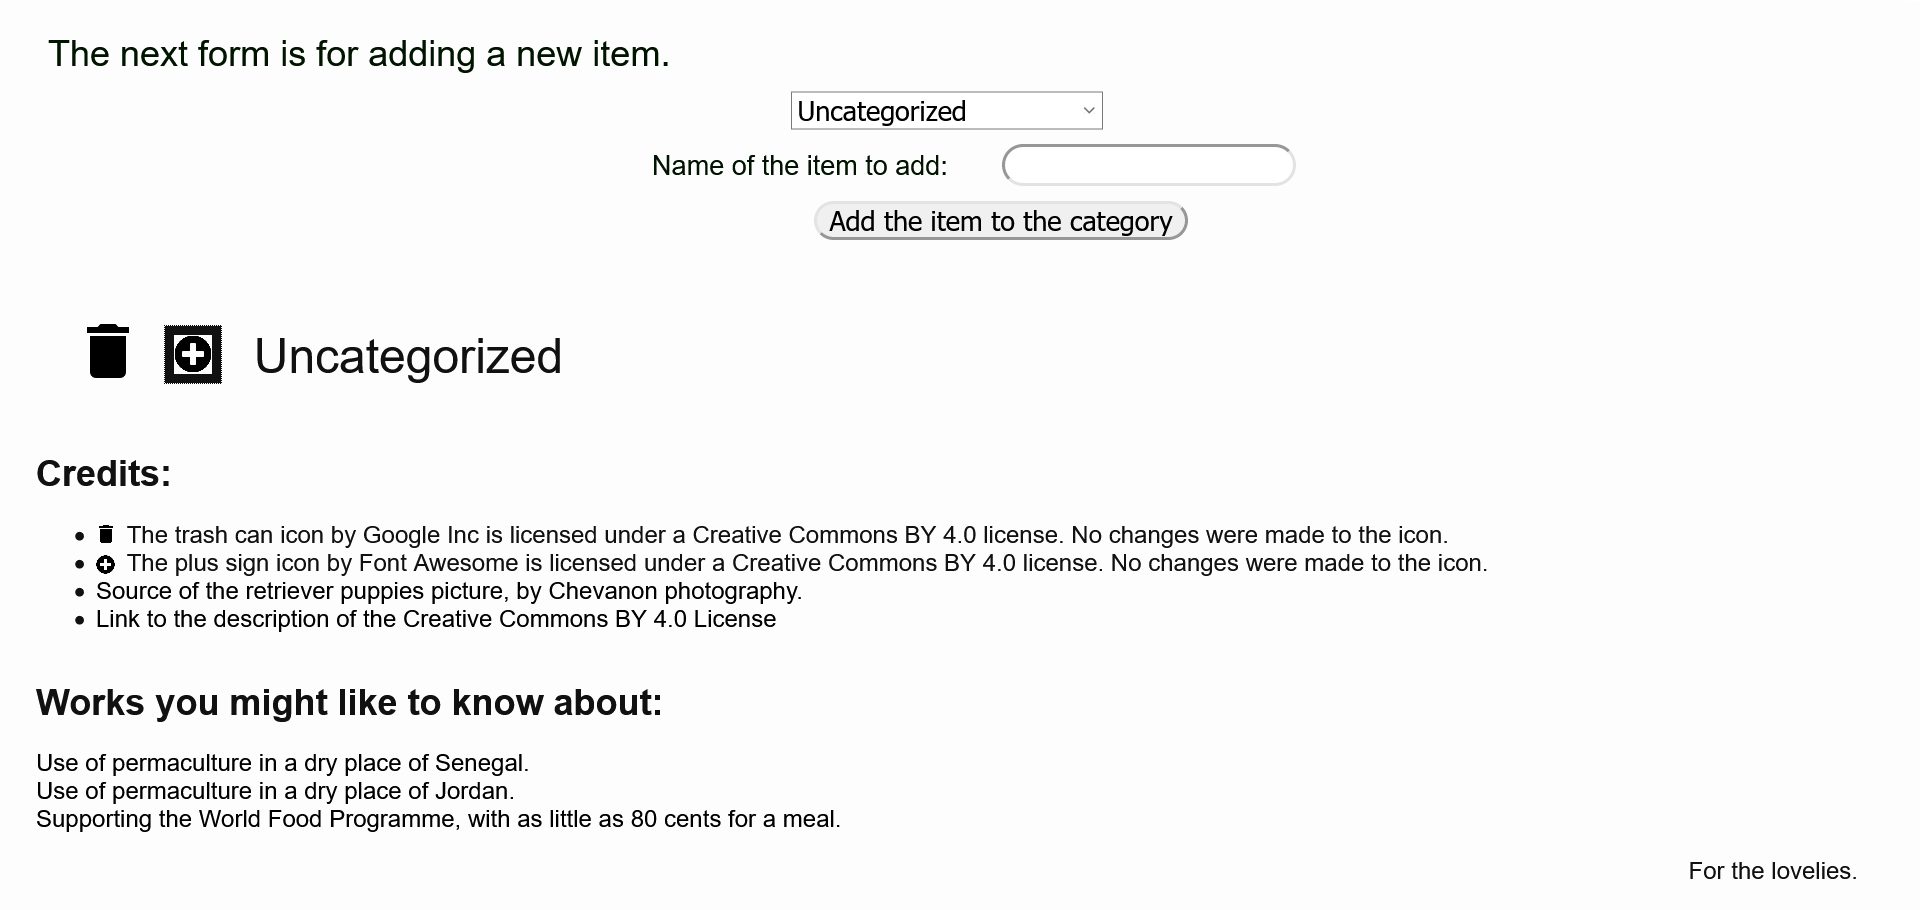 The next form is for adding a new item.
Uncategorized
Name of the item to add:
Add the item to the category
Uncategorized
Credits:
The trash can icon by Google Inc is licensed under a Creative Commons BY 4.0 license. No changes were made to the icon.
The plus sign icon by Font Awesome is licensed under a Creative Commons BY 4.0 license. No changes were made to the icon.
Source of the retriever puppies picture, by Chevanon photography.
Link to the description of the Creative Commons BY 4.0 License
Works you might like to know about:
Use of permaculture in a dry place of Senegal.
Use of permaculture in a dry place of Jordan.
Supporting the World Food Programme, with as little as 80 cents for a meal.
For the lovelies.